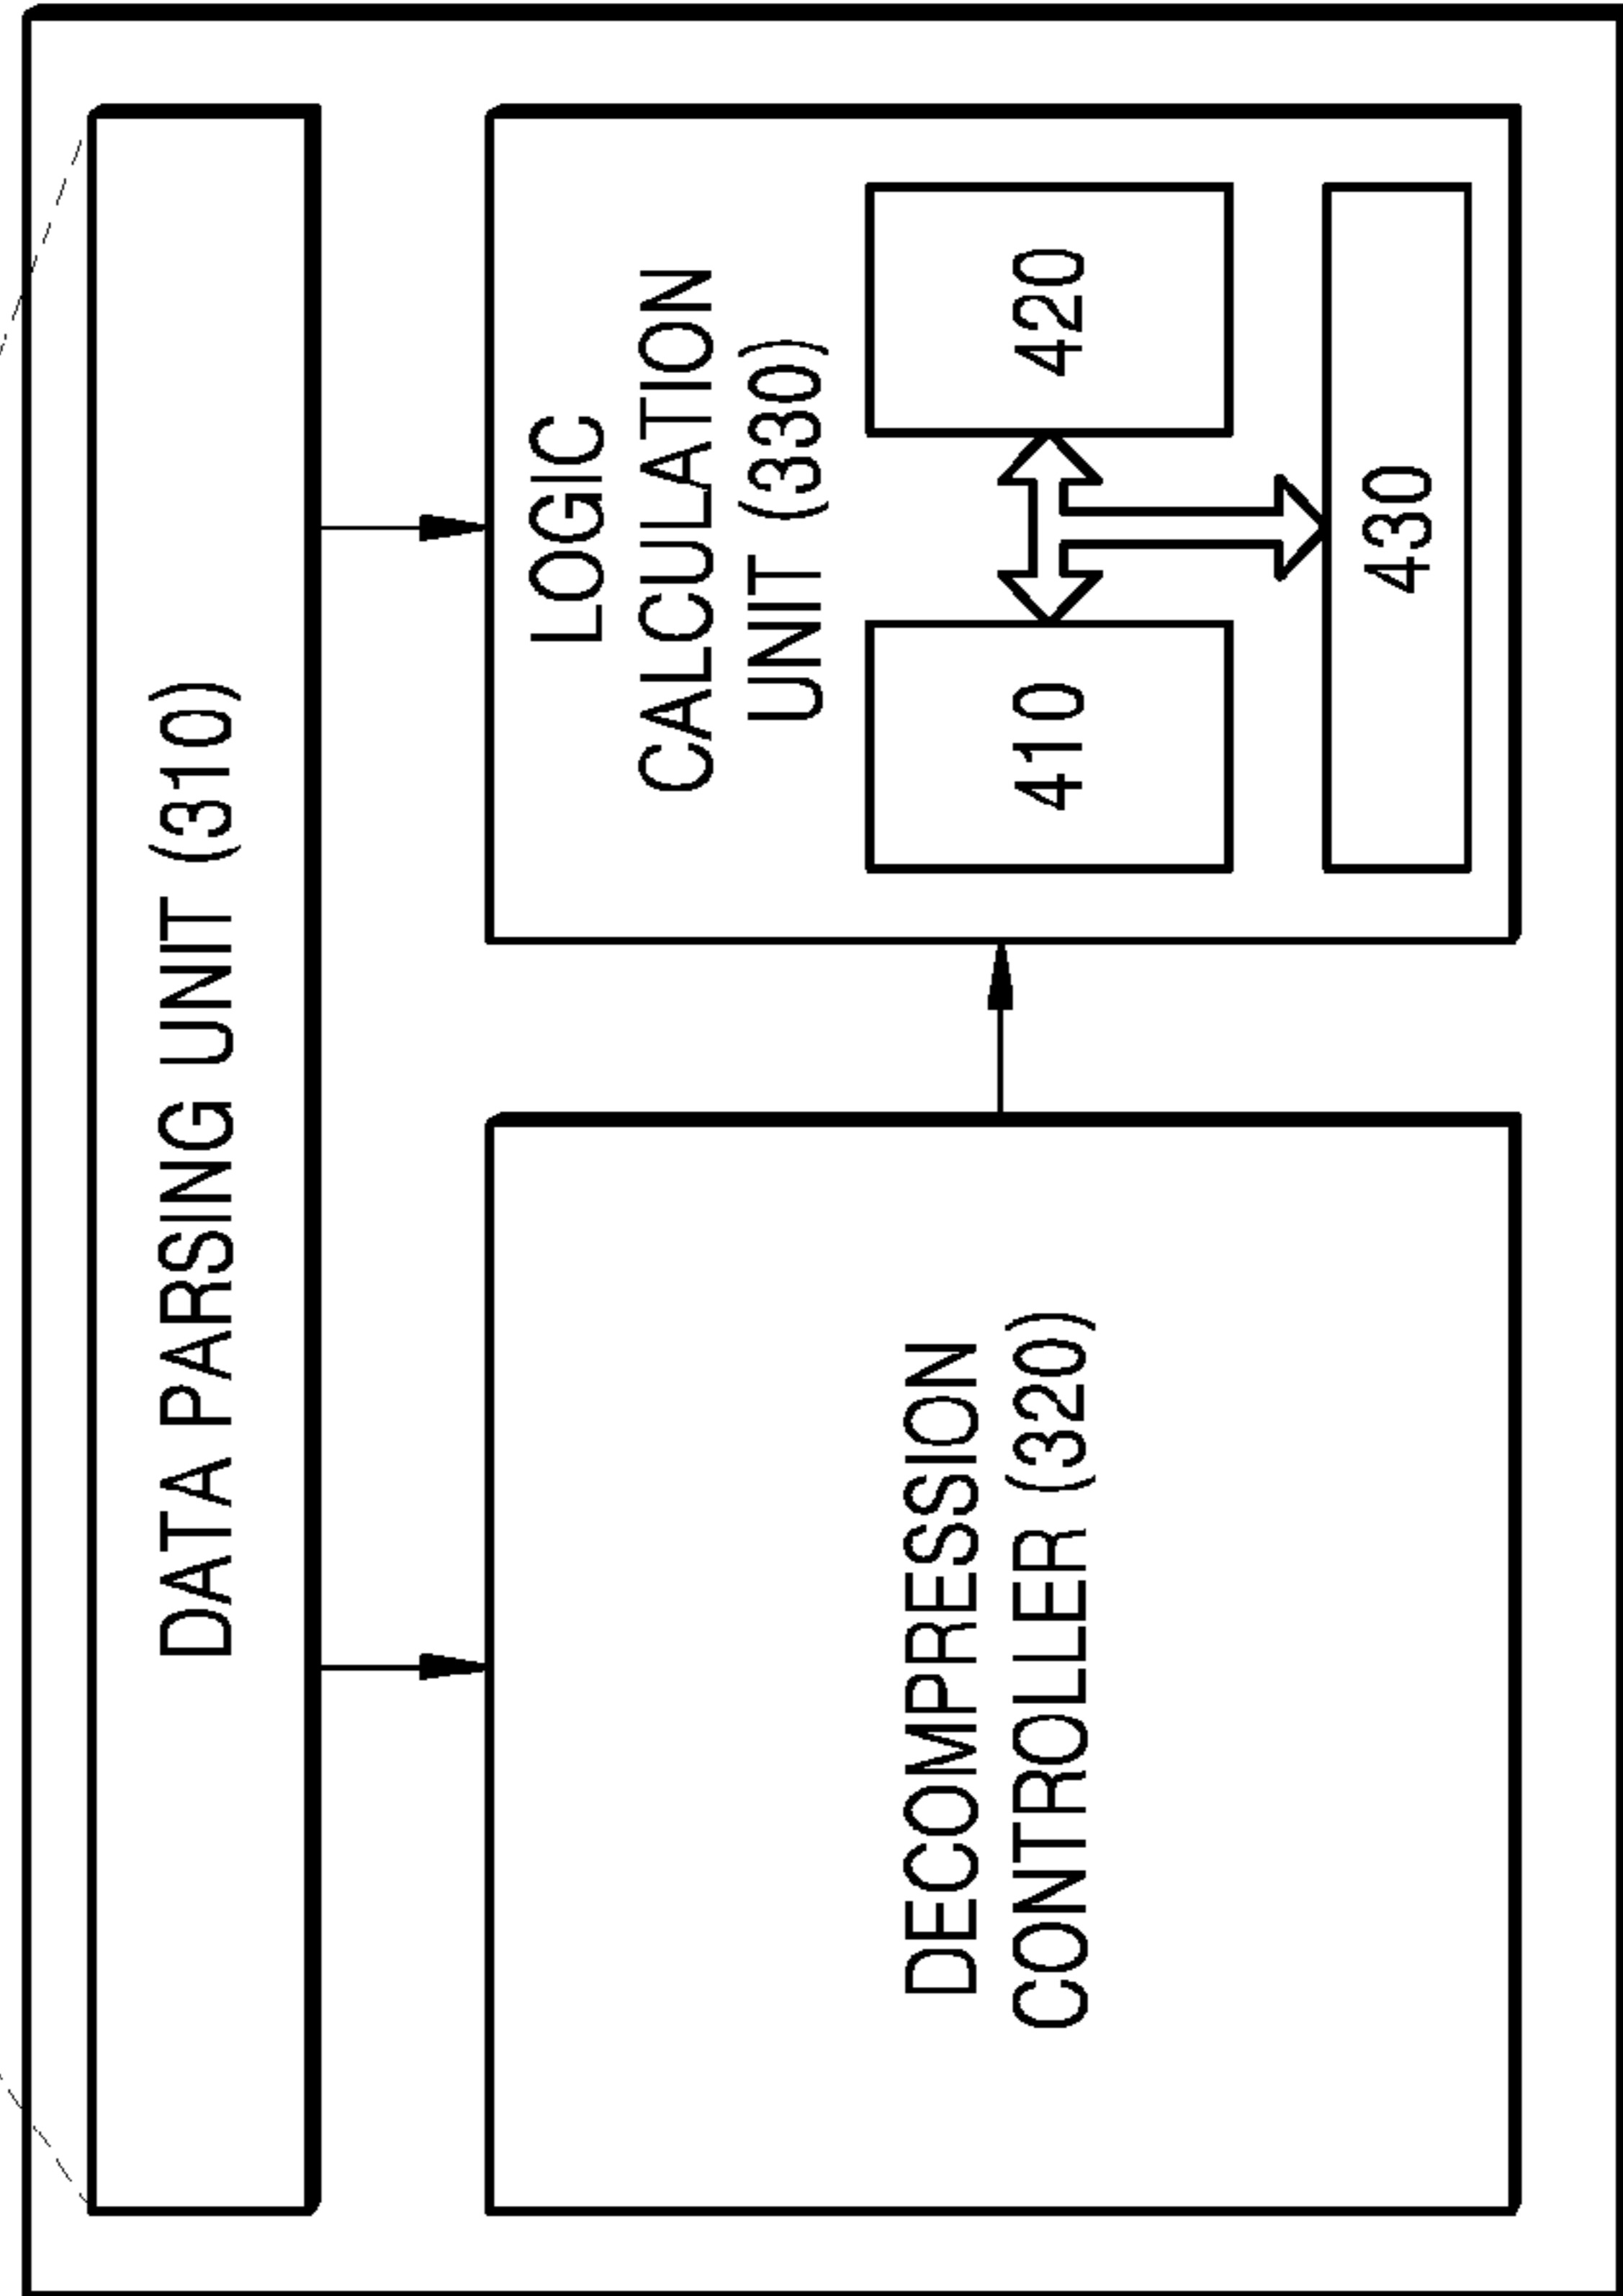 DATA PARSING UNIT (310)
DECOMPRESSION
CONTROLLER (320)
LOGIC
CALCULATION
UNIT (330)
410
420
430